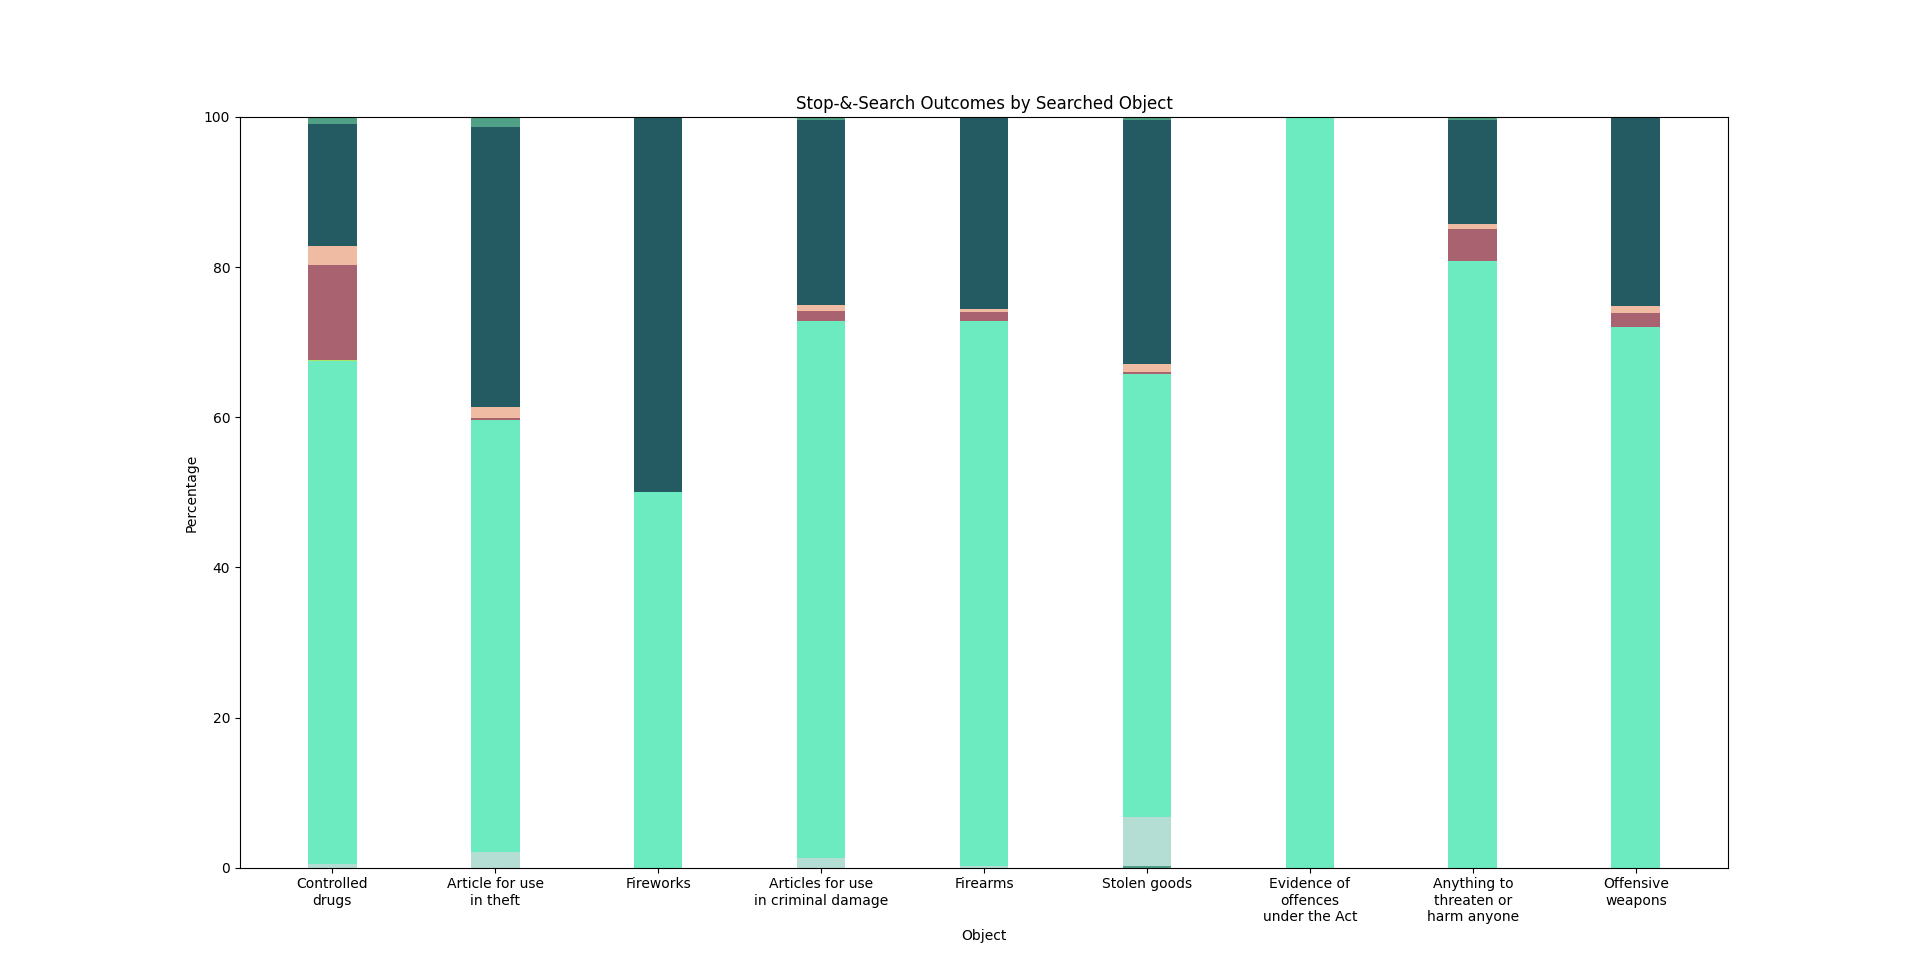 Stop-&-Search Outcomes by Searched Object
100
80
60
40
20
0
Percentage
Controlled
drugs
Article for use
in theft
Fireworks
Articles for use
in criminal damage
Firearms
Stolen goods
Evidence of
offences
under the Act
Anything to
threaten or
harm anyone
Offensive
weapons
Object